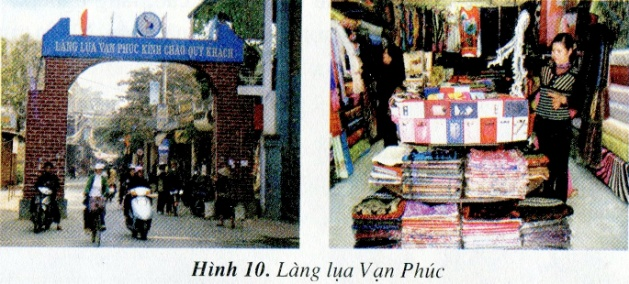 LÀNG LỤA VẠN PHÚC KÍNH CHÀO QUÝ KHÁCH
Hình 10. Làng lụa Vạn Phúc